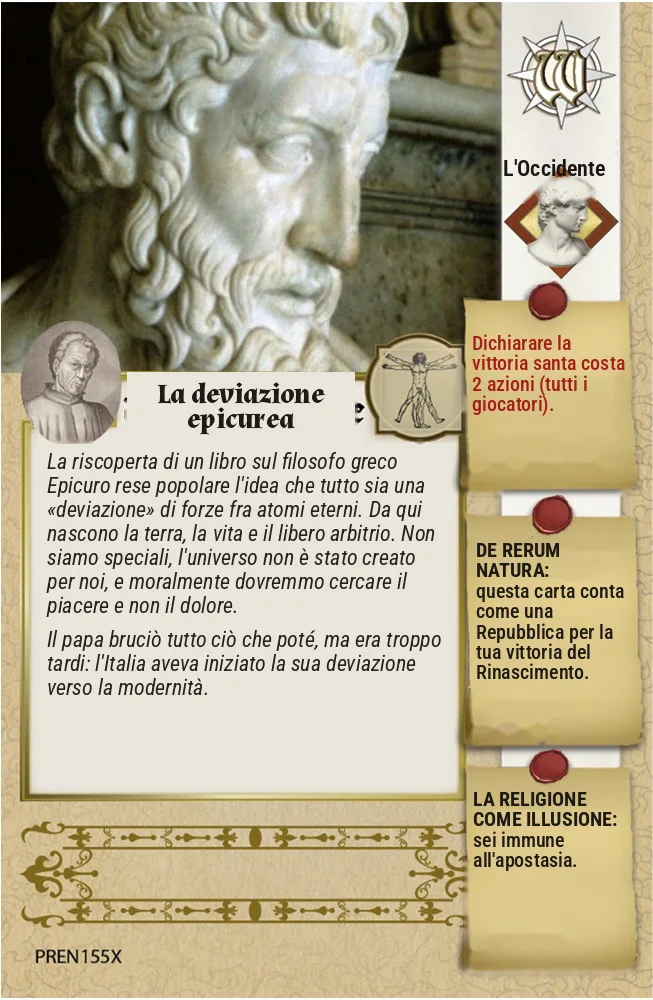 W
L'Occidente
Dichiarare la
vittoria santa costa
2 azioni (tutti i
giocatori).
La deviazione
epicurea
La riscoperta di un libro sul filosofo greco
Epicuro rese popolare l'idea che tutto sia una
«deviazione» di forze fra atomi eterni. Da qui
nascono la terra, la vita e il libero arbitrio. Non
siamo speciali, l'universo non è stato creato
per noi, e moralmente dovremmo cercare il
piacere e non il dolore.
Il papa bruciò tutto ciò che poté, ma era troppo
tardi: l'Italia aveva iniziato la sua deviazione
verso la modernità.
DE RERUM
NATURA:
questa carta conta
come una
Repubblica per la
tua vittoria del
Rinascimento.
LA RELIGIONE
COME ILLUSIONE:
sei immune
all'apostasia.
PREN155X